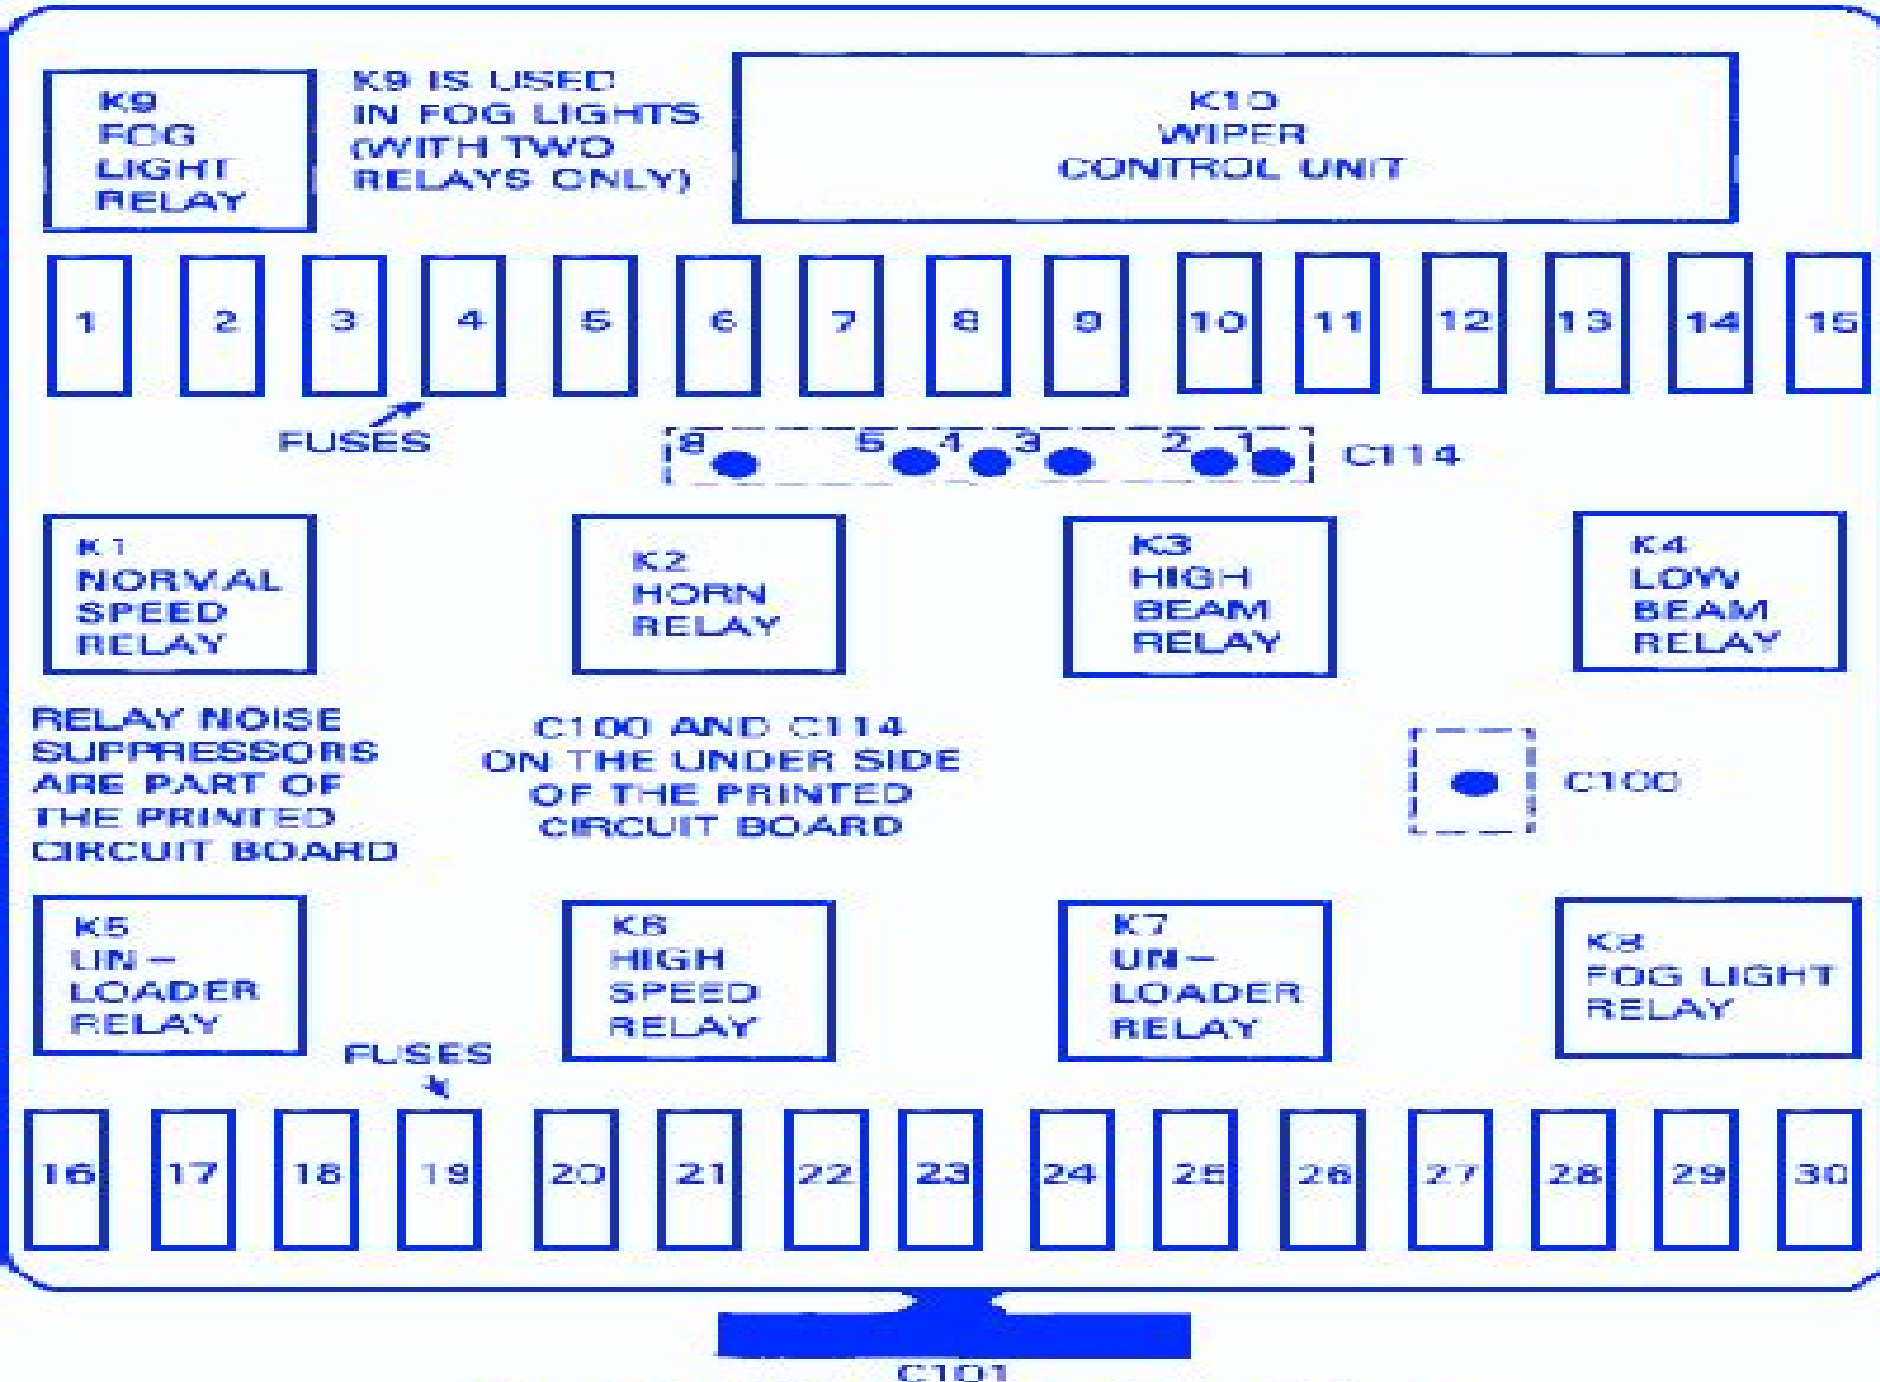 K9
FOG
LIGHT
RELAY
K9 IS USED
IN FOG LIGHTS
(WITH TWO
RELAYS ONLY)
K10
WIPER
CONTROL UNIT
1 2 3 4 5 6 7 8 9 10 11 12 13 14 15
FUSES
8 5 4 3 2 1
C114
K1
NORMAL
SPEED
RELAY
K2
HORN
RELAY
K3
HIGH
BEAM
RELAY
K4
LOW
BEAM
RELAY
RELAY NOISE
SUPPRESSORS
ARE PART OF
THE PRINTED
CIRCUIT BOARD
C100 AND C114
ON THE UNDER SIDE
OF THE PRINTED
CIRCUIT BOARD
C100
K5
UN-
LOADER
RELAY
K6
HIGH
SPEED
RELAY
K7
UN-
LOADER
RELAY
K8
FOG LIGHT
RELAY
FUSES
16 17 18 19 20 21 22 23 24 25 26 27 28 29 30
C101